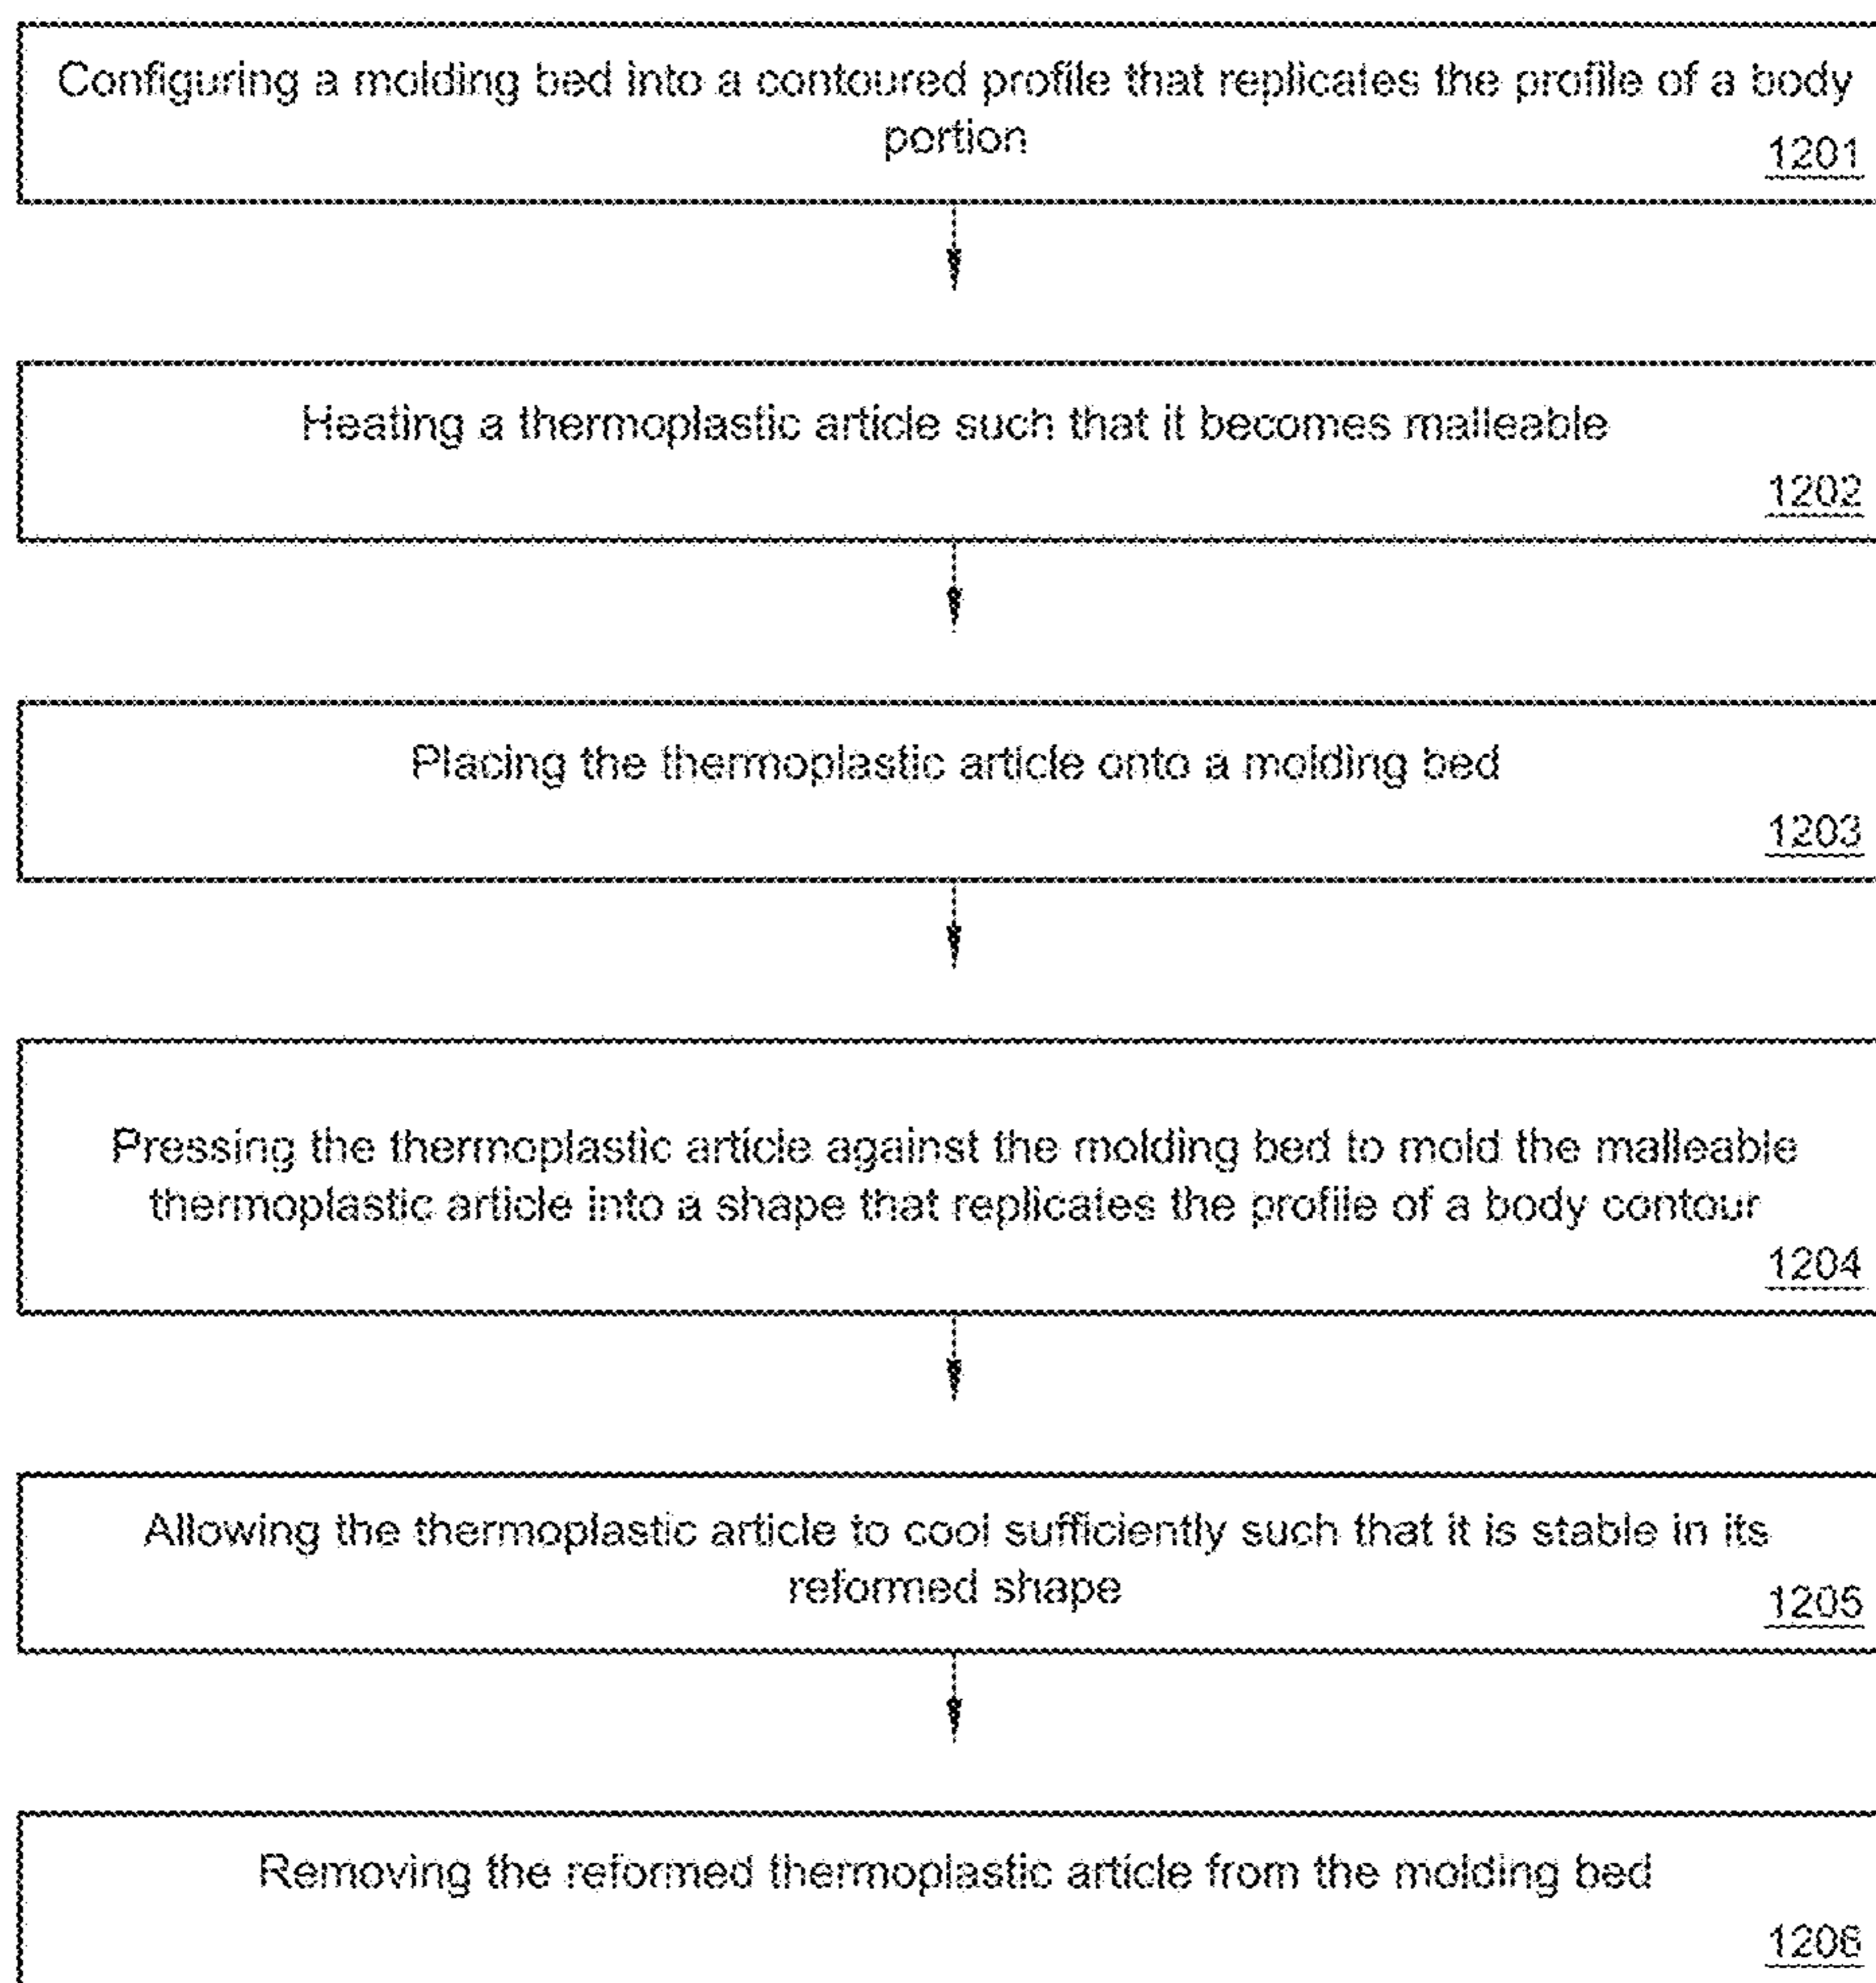 Configuring a molding bed into a contoured profile that replicates the profile of a body
portion
1201
Heating a thermoplastic article such that it becomes malleable
1202
Placing the thermoplastic article onto a molding bed
1203
Pressing the thermoplastic article against the molding bed to mold the malleable
thermoplastic article into a shape that replicates the profile of a body contour
1204
Allowing the thermoplastic article to cool sufficiently such that it is stable in its
reformed shape
1205
Removing the reformed thermoplastic article from the molding bed
1206